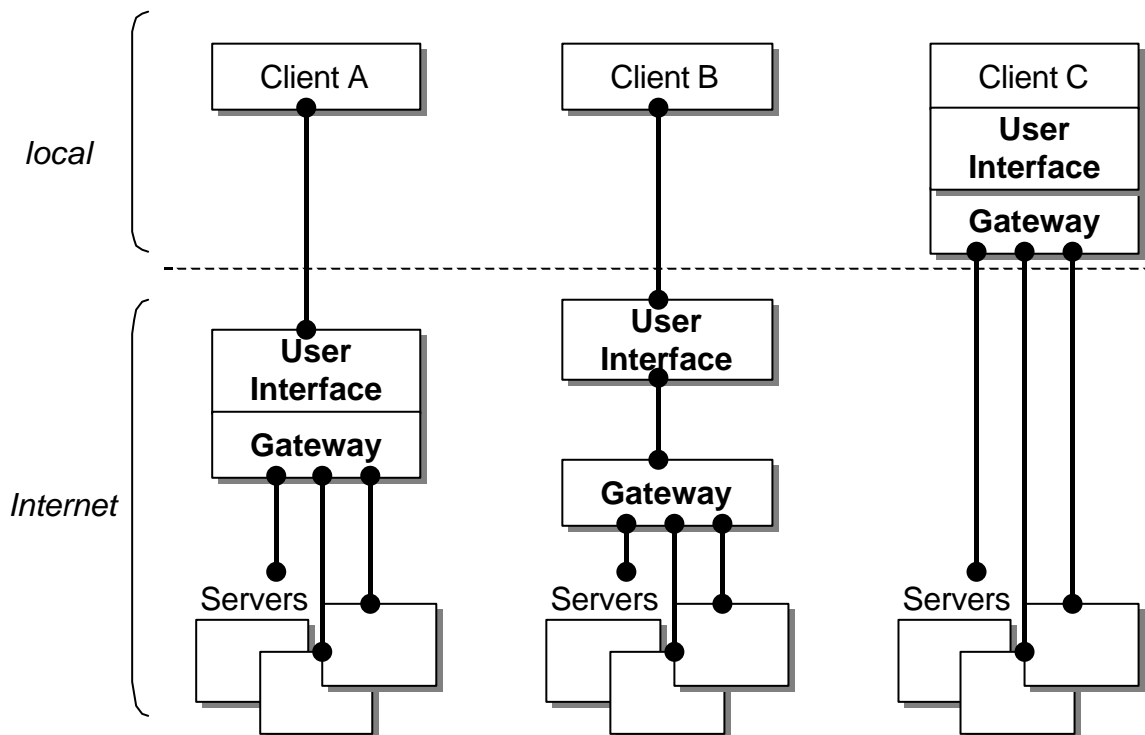 Client A
Client B
Client C
User
Interface
Gateway
local
User
Interface
Gateway
User
Interface
Gateway
Internet
Servers
Servers
Servers